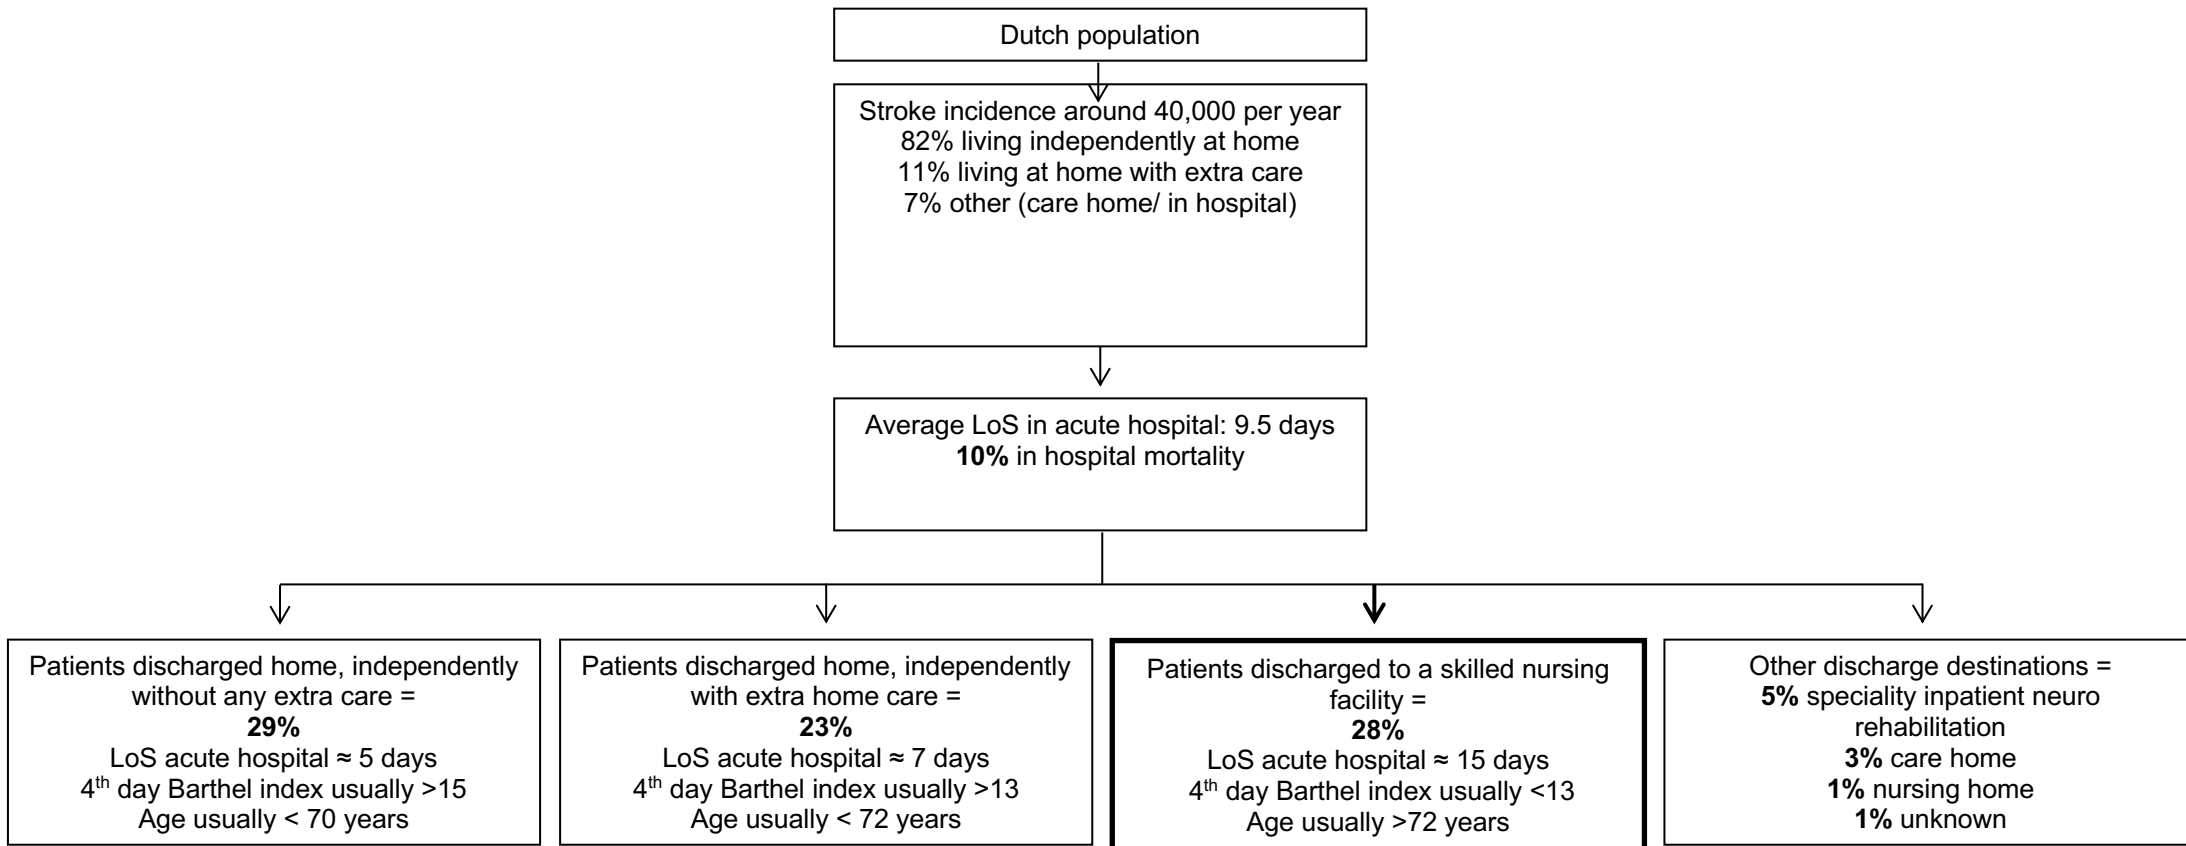 Dutch population
Stroke incidence around 40,000 per year
82% living independently at home
11% living at home with extra care
7% other (care home/ in hospital)
Average LoS in acute hospital: 9.5 days
10% in hospital mortality
Patients discharged home, independently
without any extra care =
29%
LoS acute hospital ≈ 5 days
4th day Barthel index usually >15
Age usually < 70 years
Patients discharged home, independently
with extra home care =
23%
LoS acute hospital ≈ 7 days
4th day Barthel index usually >13
Age usually < 72 years
Patients discharged to a skilled nursing
facility =
28%
LoS acute hospital ≈ 15 days
4th day Barthel index usually <13
Age usually >72 years
Other discharge destinations =
5% speciality inpatient neuro
rehabilitation
3% care home
1% nursing home
1% unknown